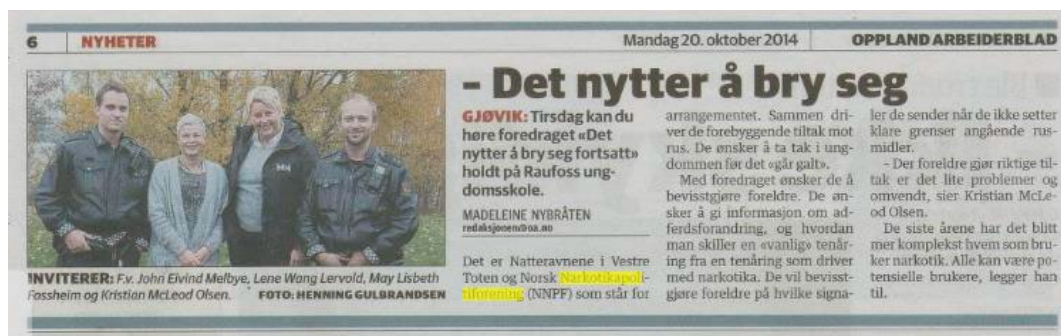 6 NYHETER Mandag 20. oktober 2014 OPPLAND ARBEIDERBLAD
INVITERER: F.v. John Eivind Melbye, Lene Wang Lervold, May Lisbeth
Fossheim og Kristian McLeod Olsen. FOTO: HENNING GULBRANDSEN
– Det nytter å bry seg
GJØVIK: Tirsdag kan du
høre foredraget «Det
nytter å bry seg fortsatt»
holdt på Raufoss ung-
domsskole.
MADELEINE NYBRÅTEN
redaksjonen@oa.no
Det er Natteravnene i Vestre
Toten og Norsk Narkotikapoli-
tiforening (NNPF) som står for
arrangementet. Sammen dri-
ver de forebyggende tiltak mot
rus. De ønsker å ta tak i ung-
dommen før det «går galt».
Med foredraget ønsker de å
bevisstgjøre foreldre. De øn-
sker å gi informasjon om ad-
ferdsforandring, og hvordan
man skiller en «vanlig» tenår-
ing fra en tenåring som driver
med narkotika. De vil bevisst-
gjøre foreldre på hvilke signa-
ler de sender når de ikke setter
klare grenser angående rus-
midler.
– Der foreldre gjør riktige til-
tak er det lite problemer og
omvendt, sier Kristian McLe-
od Olsen.
De siste årene har det blitt
mer komplekst hvem som bru-
ker narkotik. Alle kan være po-
tensielle brukere, legger han
til.